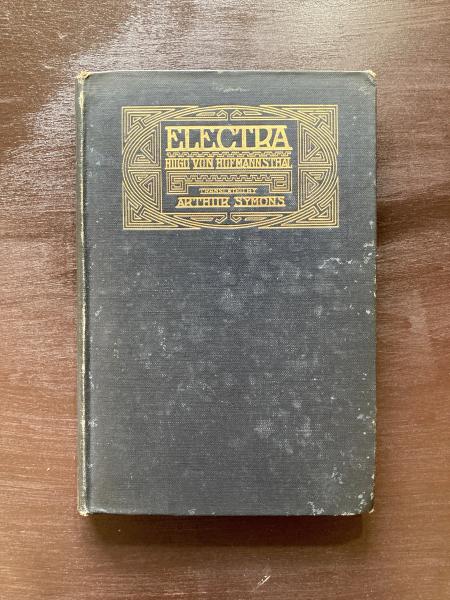 ELECTRA
HUGO VON HOFMANNSTHAL
TRANSLATED BY
ARTHUR SYMONS